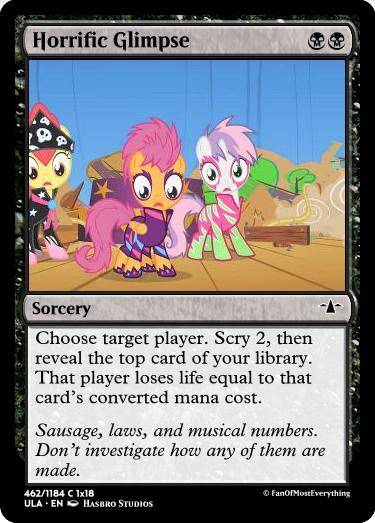 Horrific Glimpse
Sorcery
Choose target player. Scry 2, then
reveal the top card of your library.
That player loses life equal to that
card's converted mana cost.
Sausage, laws, and musical numbers.
Don't investigate how any of them are
made.
462/1184 C 1x18
ULA • EN HASBRO STUDIOS
© FanOfMostEverything